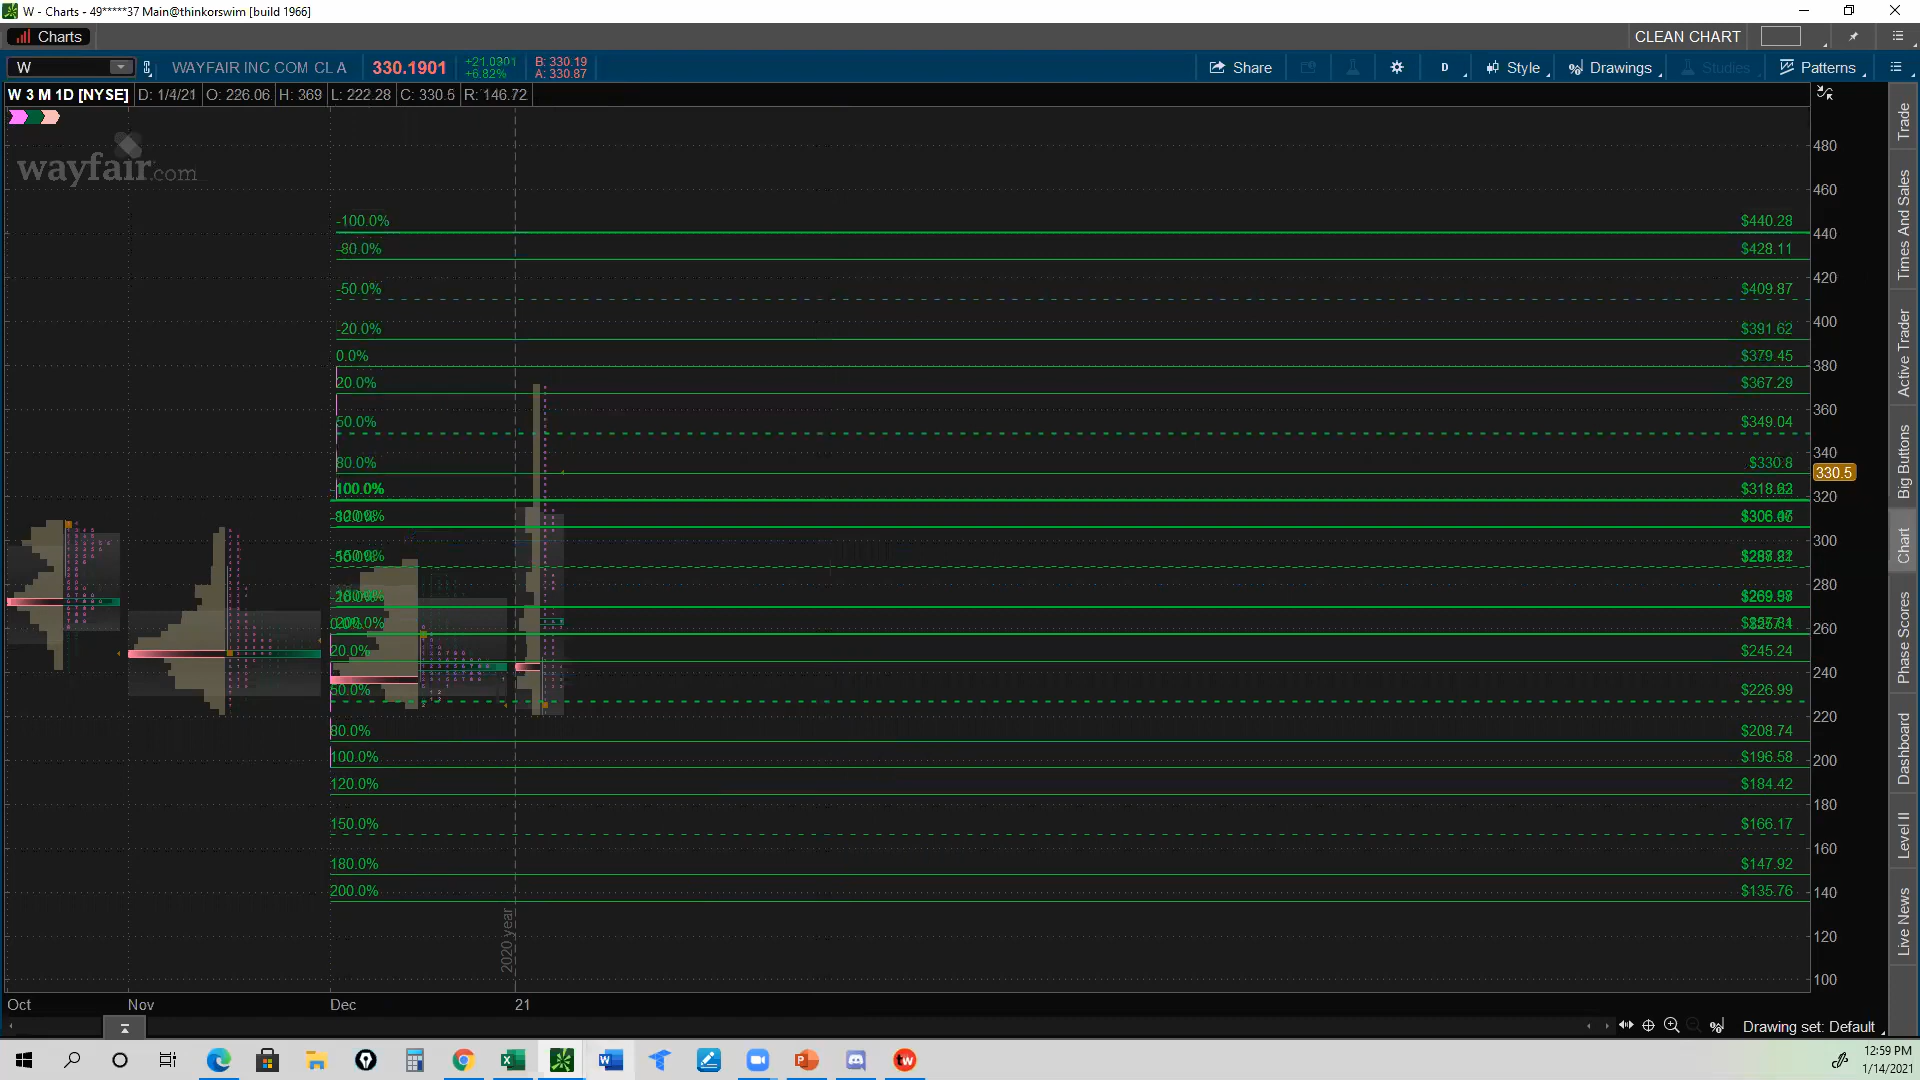 W - Charts - 49*****37 Main@thinkorswim [build 1966]
Charts
CLEAN CHART
W
WAYFAIR INC COM CL A
330.1901
+21.0301
+6.82%
B: 330.19
A: 330.87
Share
D
Style
Drawings
Studies
Patterns
W 3 M 1D [NYSE]
D: 1/4/21
O: 226.06
H: 369
L: 222.28
C: 330.5
R: 146.72
wayfair.com
-100.0%
$440.28
-80.0%
$428.11
-50.0%
$409.87
-20.0%
$391.62
0.0%
$379.45
20.0%
$367.29
50.0%
$349.04
80.0%
$330.8
100.0%
20.0%
$245.24
50.0%
$226.99
80.0%
$208.74
100.0%
$196.58
120.0%
$184.42
150.0%
$166.17
180.0%
$147.92
200.0%
$135.76
480
460
440
420
400
380
360
340
330.5
320
300
280
260
240
220
200
180
160
140
120
100
2020 year
Oct
Nov
Dec
21
Trade
Times And Sales
Active Trader
Big Buttons
Chart
Phase Scores
Dashboard
Level II
Live News
Drawing set: Default
12:59 PM
1/14/2021